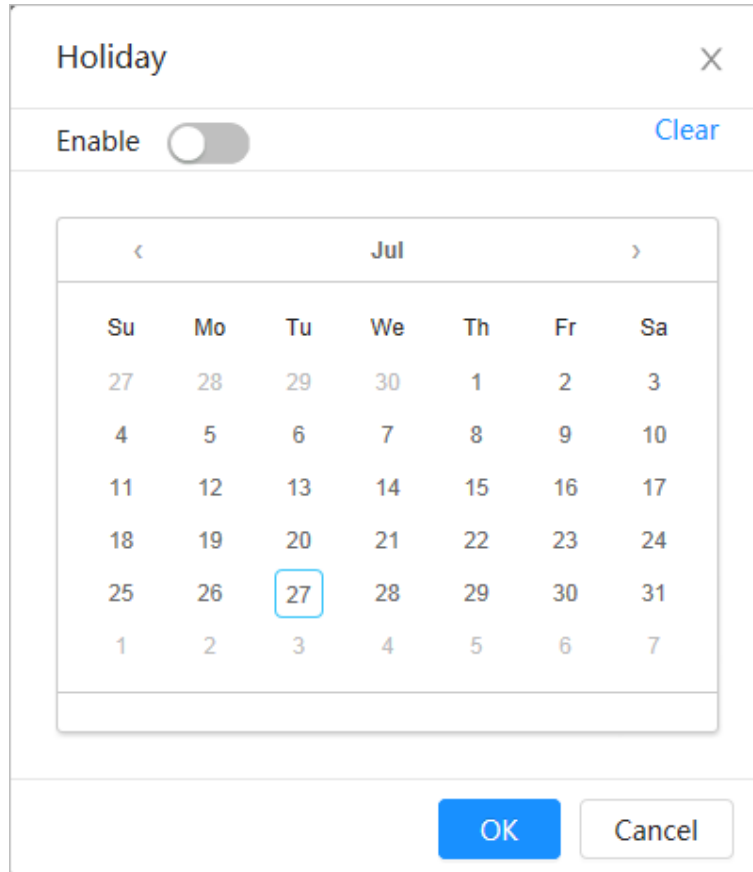 Holiday
Enable Clear
‹ Jul ›
Su Mo Tu We Th Fr Sa
27 28 29 30 1 2 3
4 5 6 7 8 9 10
11 12 13 14 15 16 17
18 19 20 21 22 23 24
25 26 27 28 29 30 31
1 2 3 4 5 6 7
OK Cancel